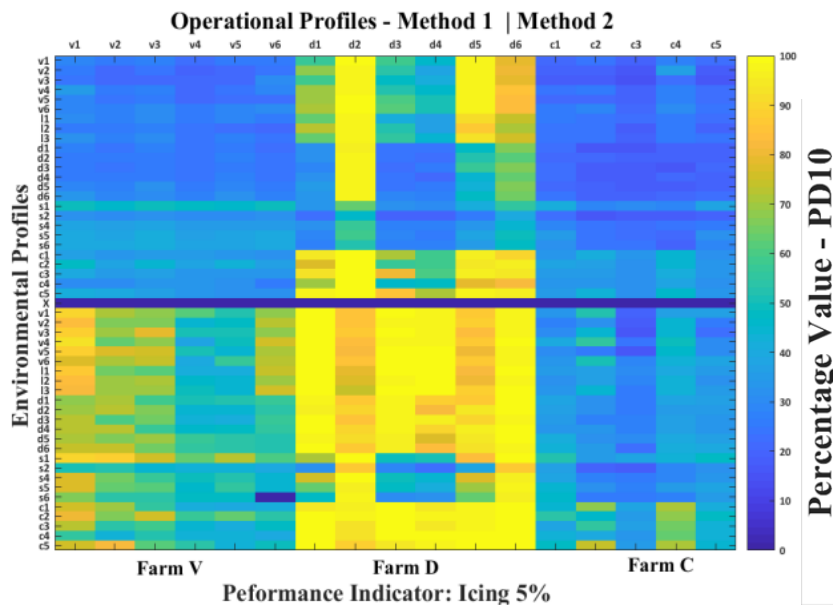 Operational Profiles - Method 1 | Method 2
v1 v2 v3 v4 v5 v6 d1 d2 d3 d4 d5 d6 c1 c2 c3 c4 c5
Environmental Profiles
v1
v2
v3
v4
v5
v6
l1
l2
l3
d1
d2
d3
d4
d5
d6
s1
s2
s4
s5
s6
c1
c2
c3
c4
c5
X
v1
v2
v3
v4
v5
v6
l1
l2
l3
d1
d2
d3
d4
d5
d6
s1
s2
s4
s5
s6
c1
c2
c3
c4
c5
100
90
80
70
60
50
40
30
20
10
0
Percentage Value - PD10
Farm V Farm D Farm C
Peformance Indicator: Icing 5%